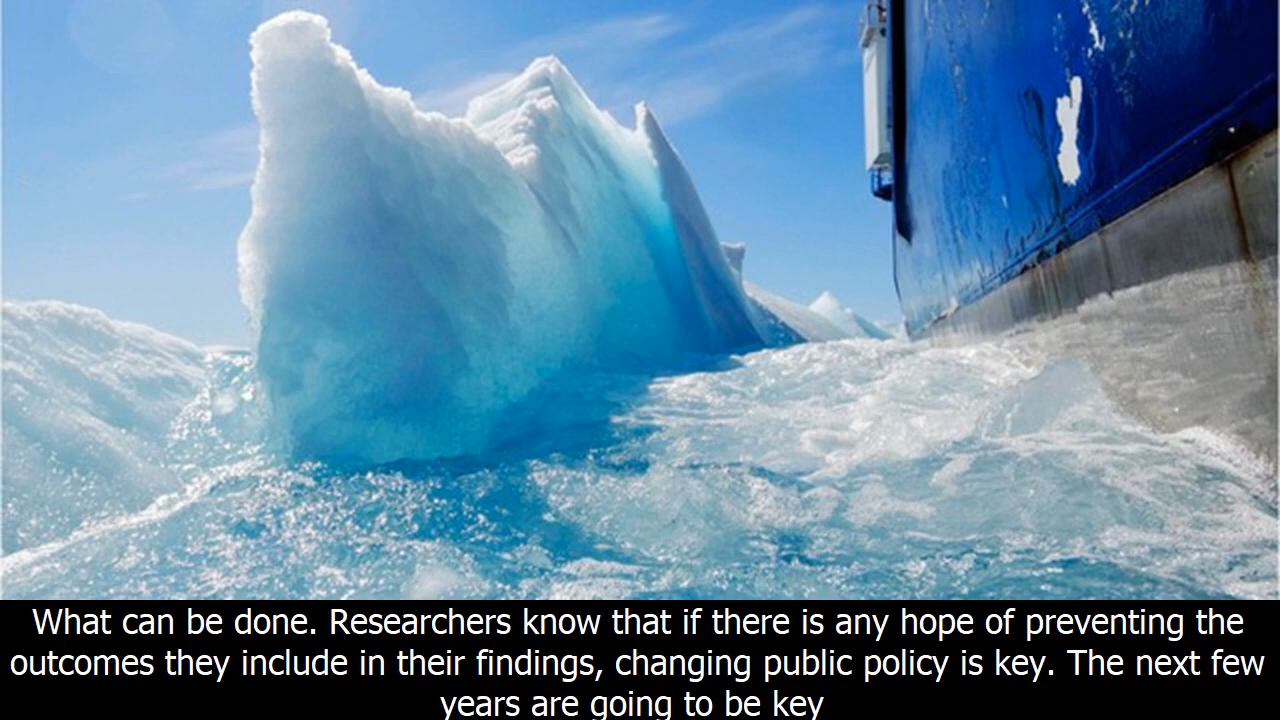 What can be done. Researchers know that if there is any hope of preventing the
outcomes they include in their findings, changing public policy is key. The next few
years are going to be key